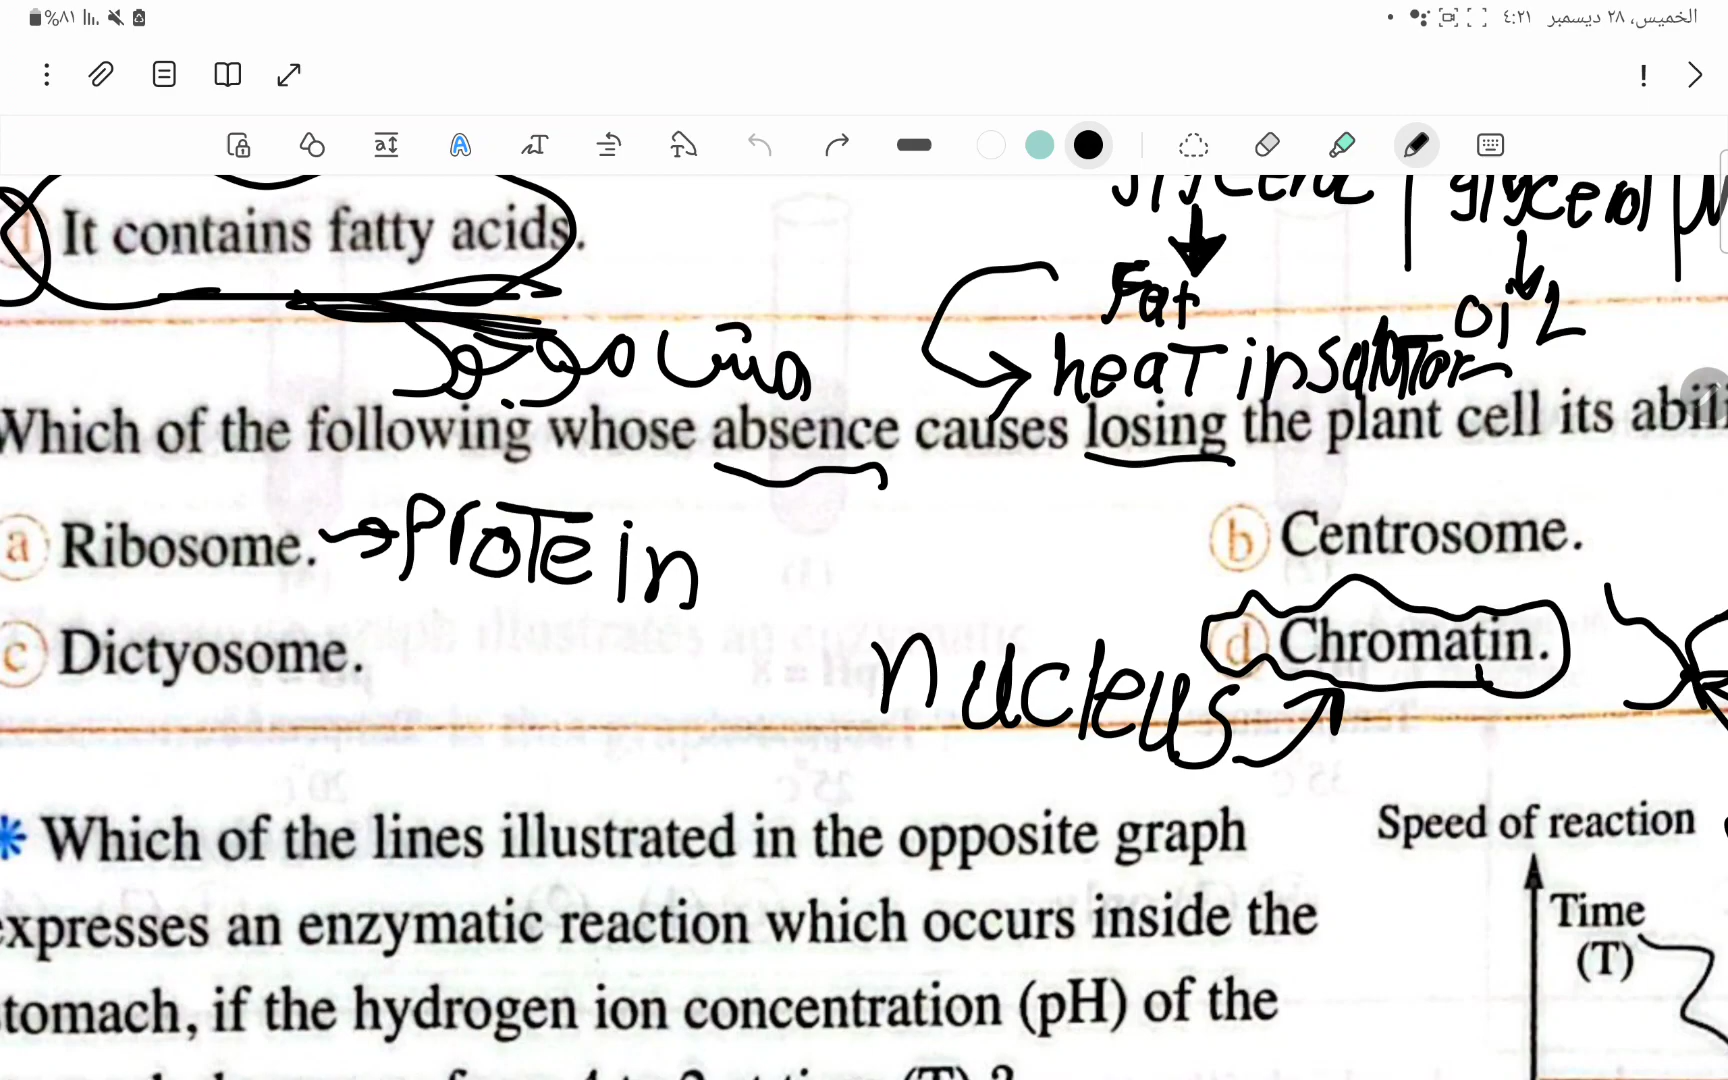 %٨١
الخميس، ٢٨ ديسمبر ٤:٢١
It contains fatty acids.
glycerol
Fat
oil
heat insulator
Which of the following whose absence causes losing the plant cell its abili
a Ribosome. → Protein
b Centrosome.
c Dictyosome.
d Chromatin.
nucleus
* Which of the lines illustrated in the opposite graph
expresses an enzymatic reaction which occurs inside the
stomach, if the hydrogen ion concentration (pH) of the
Speed of reaction
Time
(T)